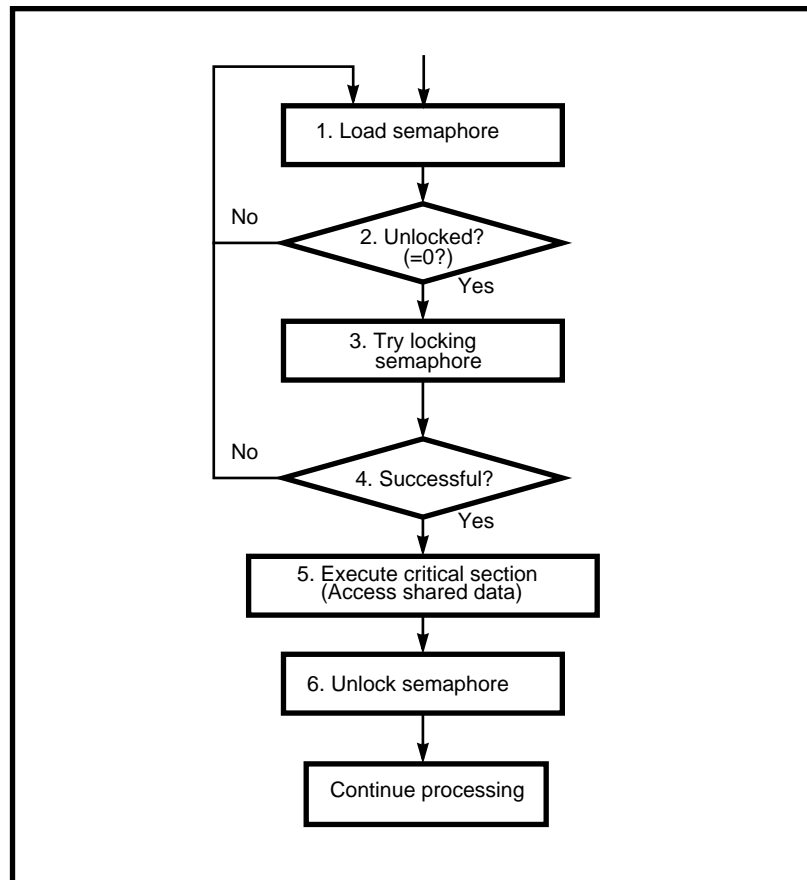 1. Load semaphore
No
2. Unlocked?
(=0?)
Yes
3. Try locking
semaphore
No
4. Successful?
Yes
5. Execute critical section
(Access shared data)
6. Unlock semaphore
Continue processing